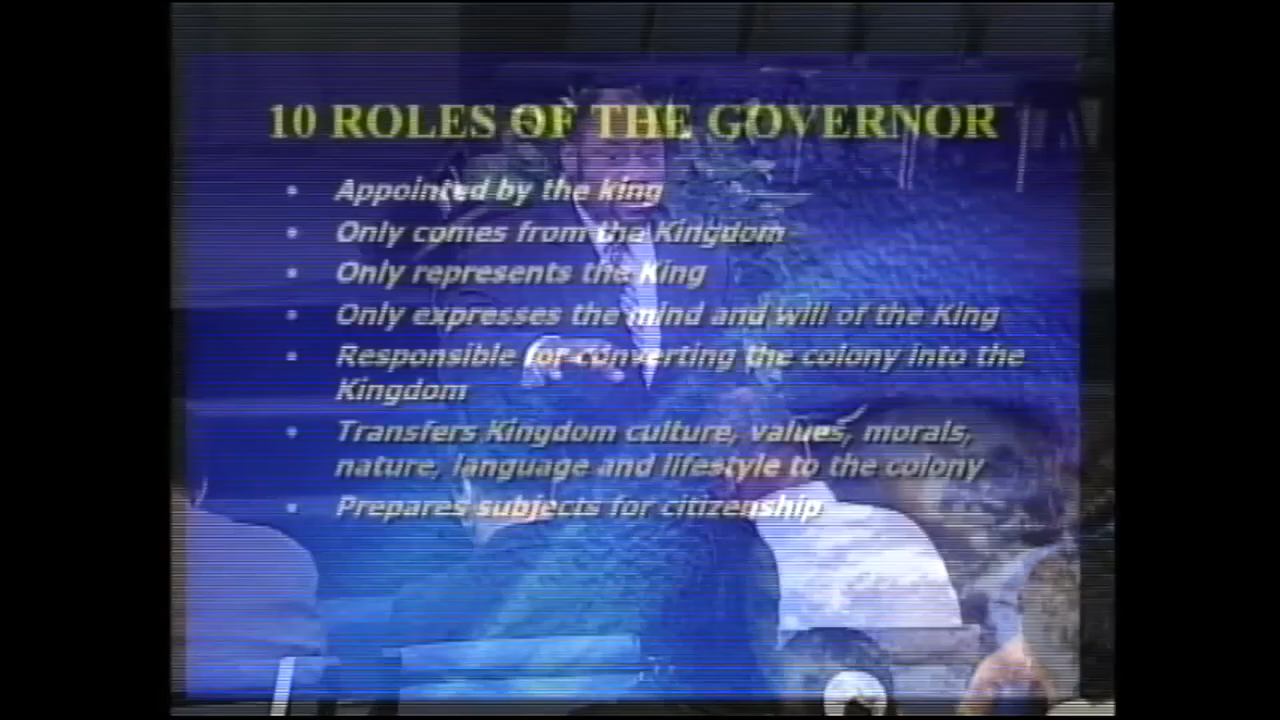 10 ROLES OF THE GOVERNOR
• Appointed by the king
• Only comes from the Kingdom
• Only represents the King
• Only expresses the mind and will of the King
• Responsible for converting the colony into the
Kingdom
• Transfers Kingdom culture, values, morals,
nature, language and lifestyle to the colony
• Prepares subjects for citizenship